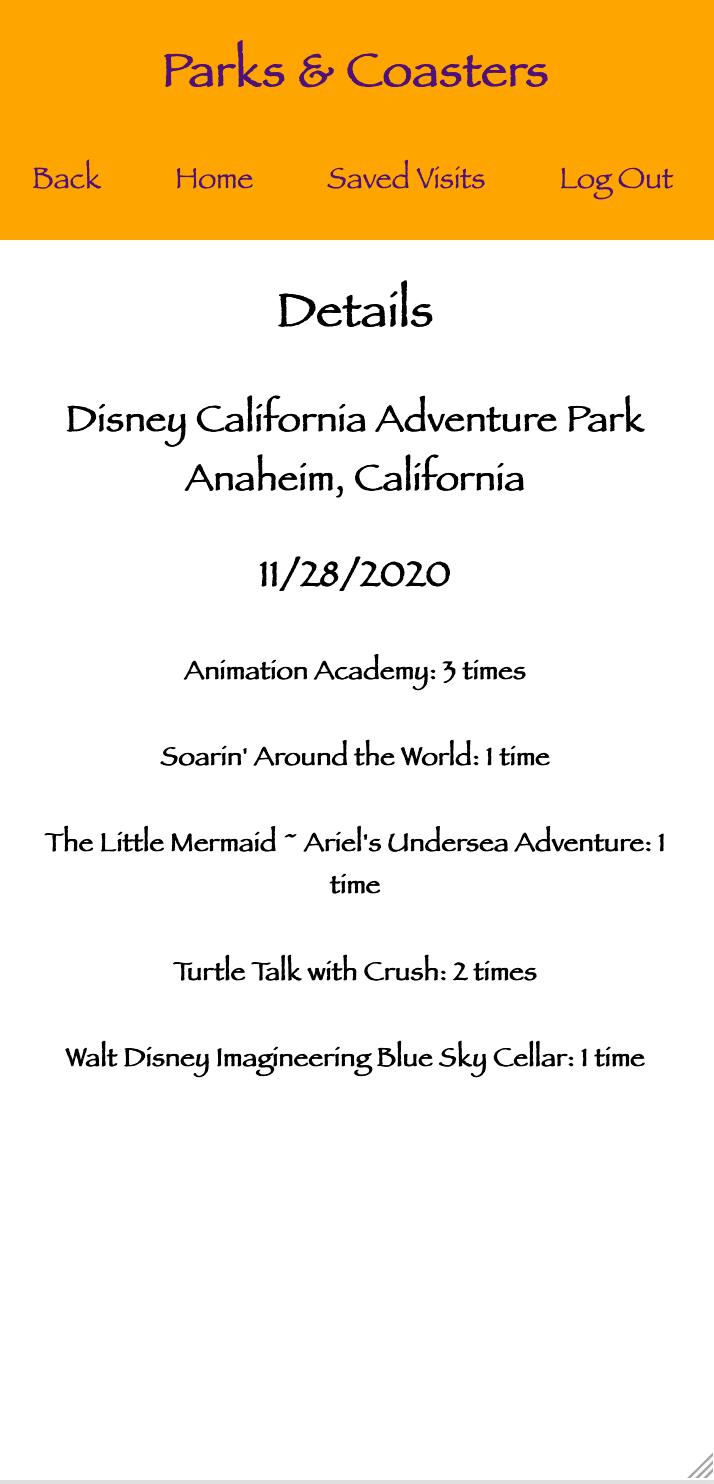 Parks & Coasters
Back Home Saved Visits Log Out
Details
Disney California Adventure Park
Anaheim, California
11/28/2020
Animation Academy: 3 times
Soarin' Around the World: 1 time
The Little Mermaid ~ Ariel's Undersea Adventure: 1
time
Turtle Talk with Crush: 2 times
Walt Disney Imagineering Blue Sky Cellar: 1 time